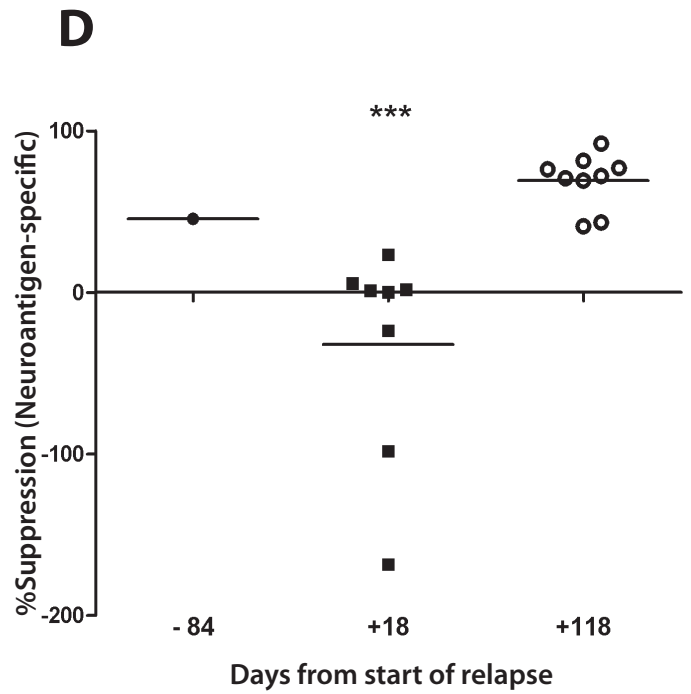 D
***
%Suppression (Neuroantigen-specific)
100
0
-100
-200
- 84 +18 +118
Days from start of relapse